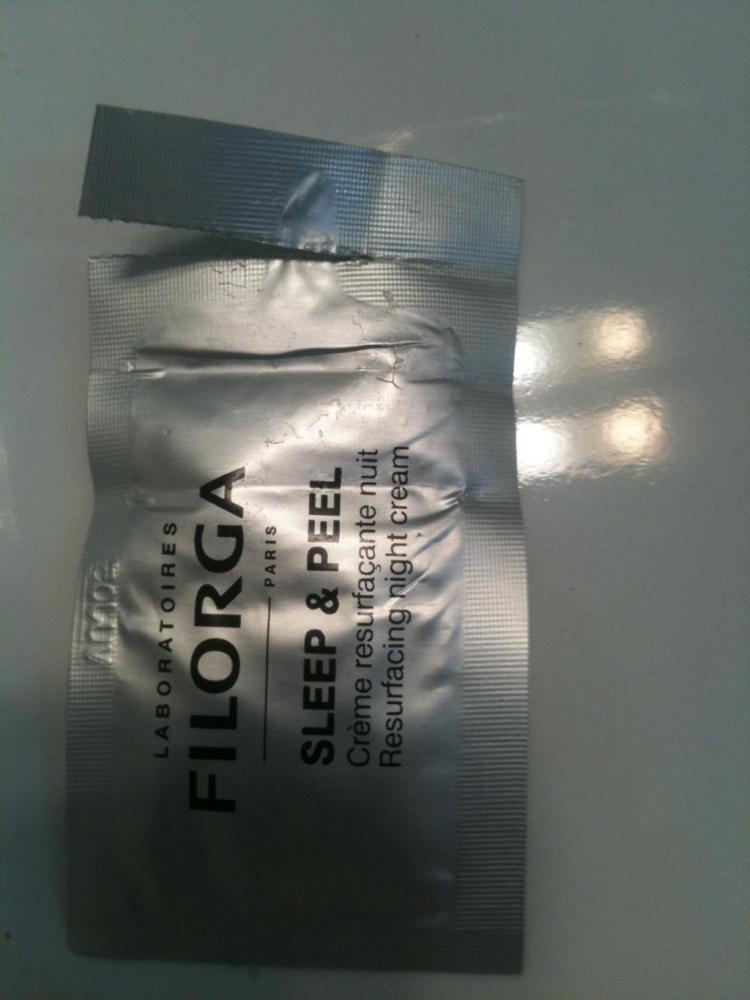 LABORATOIRES
FILORGA
PARIS
SLEEP & PEEL
Crème resurfaçante nuit
Resurfacing night cream